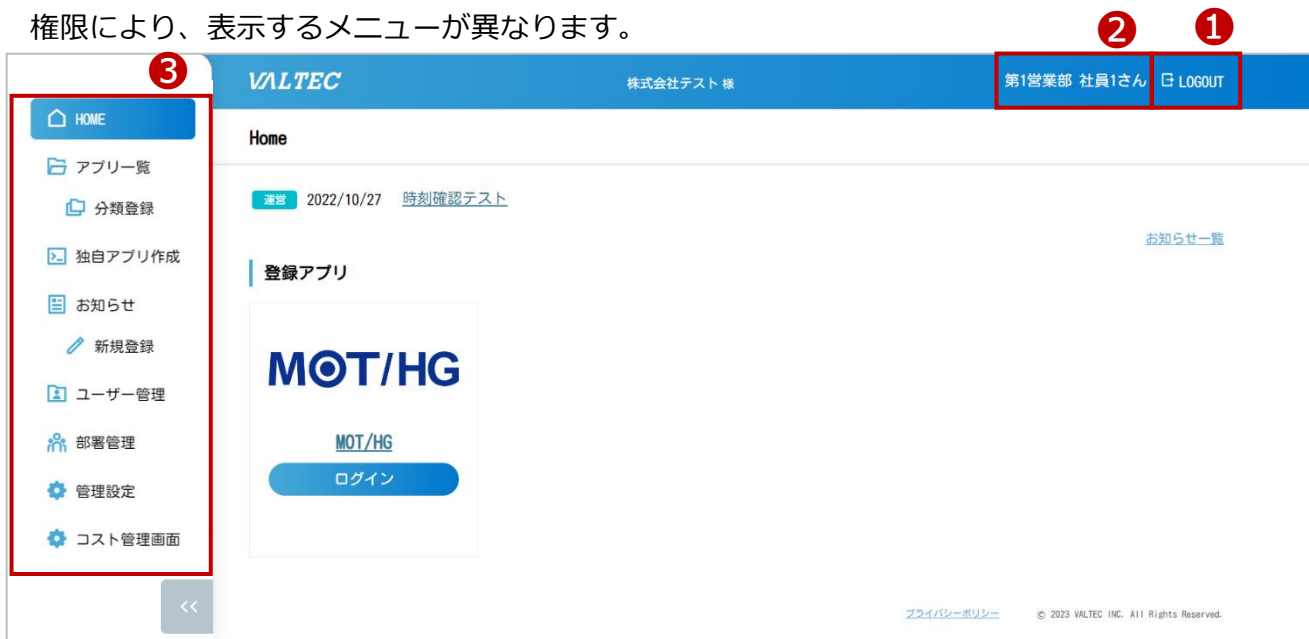 権限により、表示するメニューが異なります。
❷ ❶
❸
VALTEC 株式会社テスト 様 第1営業部 社員1さん LOGOUT
HOME
Home
アプリ一覧
運営 2022/10/27 時刻確認テスト
分類登録
お知らせ一覧
独自アプリ作成
登録アプリ
お知らせ
新規登録
MOT/HG
ユーザー管理
部署管理
MOT/HG
ログイン
管理設定
コスト管理画面
<<
プライバシーポリシー © 2023 VALTEC INC. All Rights Reserved.